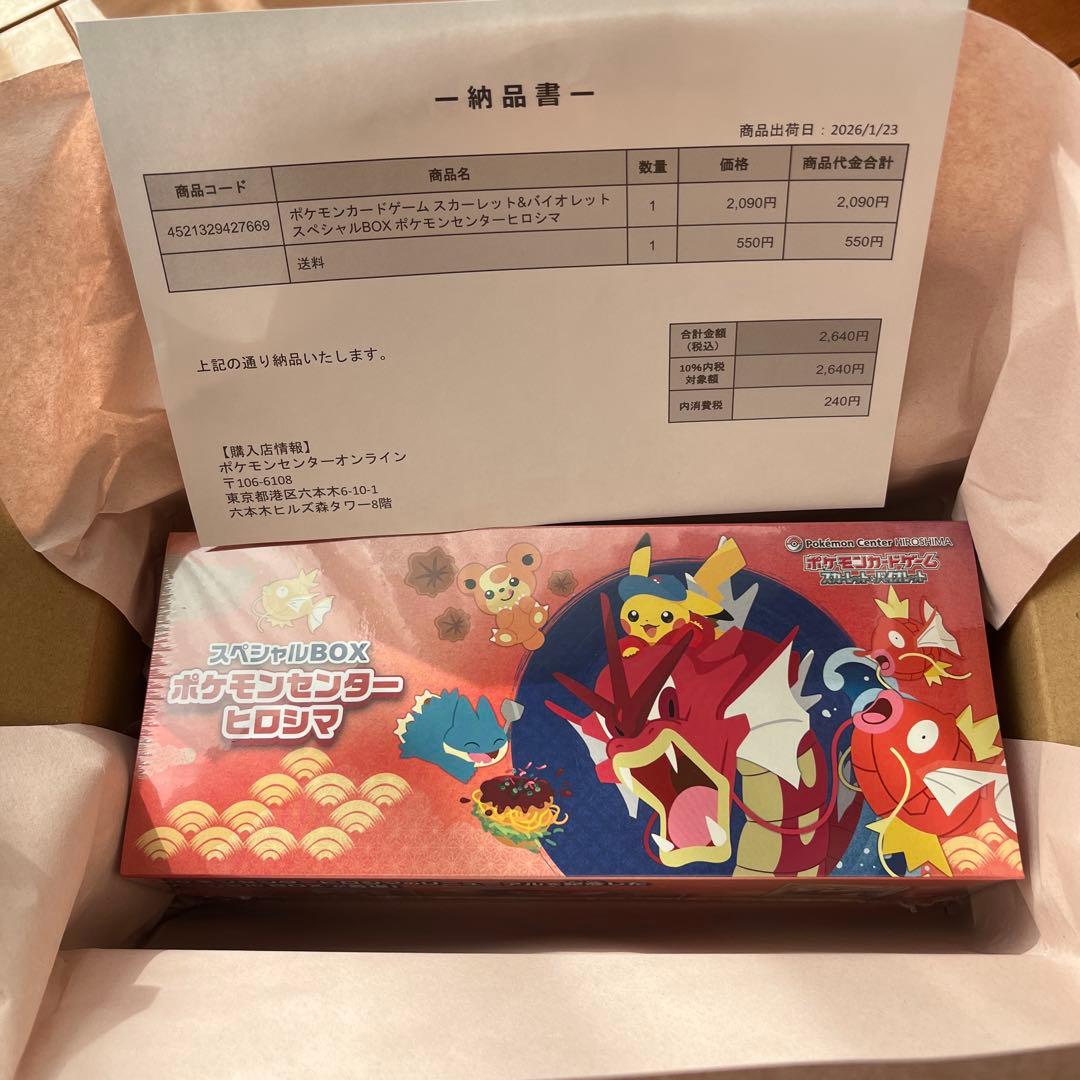 ー納品書ー
商品出荷日：2026/1/23
商品コード 商品名 数量 価格 商品代金合計
4521329427669 ポケモンカードゲーム スカーレット&バイオレット 1 2,090円 2,090円
スペシャルBOX ポケモンセンターヒロシマ
送料 1 550円 550円
合計金額 2,640円
（税込）
10%内税 2,640円
対象額
内消費税 240円
上記の通り納品いたします。
【購入店情報】
ポケモンセンターオンライン
〒106-6108
東京都港区六本木6-10-1
六本木ヒルズ森タワー8階
Pokémon Center HIROSHIMA
ポケモンカードゲーム
スカーレット&バイオレット
スペシャルBOX
ポケモンセンター
ヒロシマ